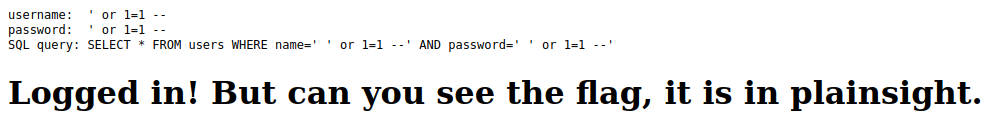 username:  ' or 1=1 --
password:  ' or 1=1 --
SQL query: SELECT * FROM users WHERE name=' ' or 1=1 --' AND password=' ' or 1=1 --'
Logged in! But can you see the flag, it is in plainsight.